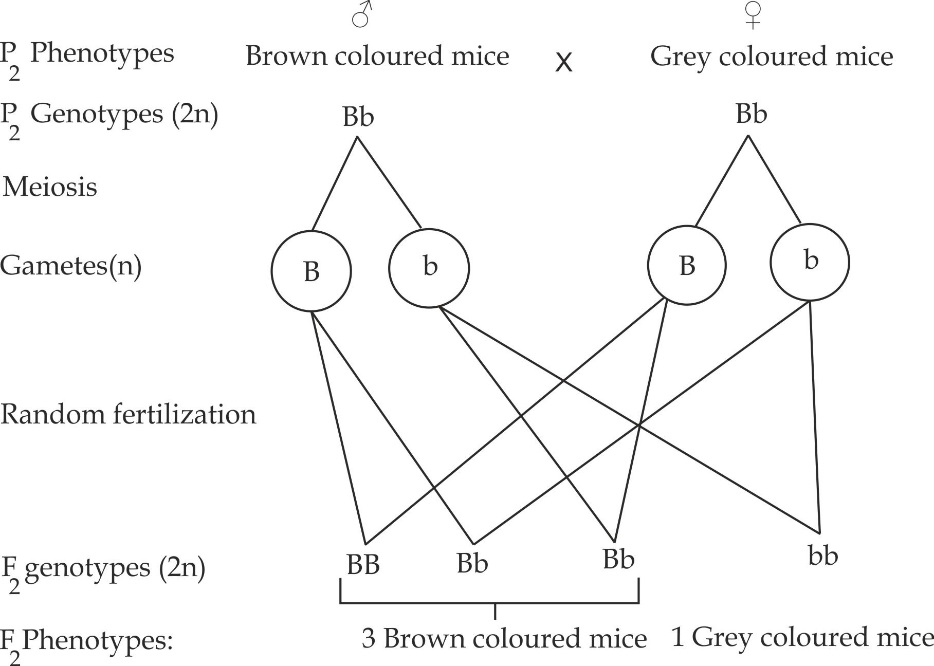 ♂ ♀
P₂ Phenotypes Brown coloured mice x Grey coloured mice
P₂ Genotypes (2n) Bb Bb
Meiosis
Gametes(n) B b B b
Random fertilization
F₂ genotypes (2n) BB Bb Bb bb
F₂ Phenotypes: 3 Brown coloured mice 1 Grey coloured mice